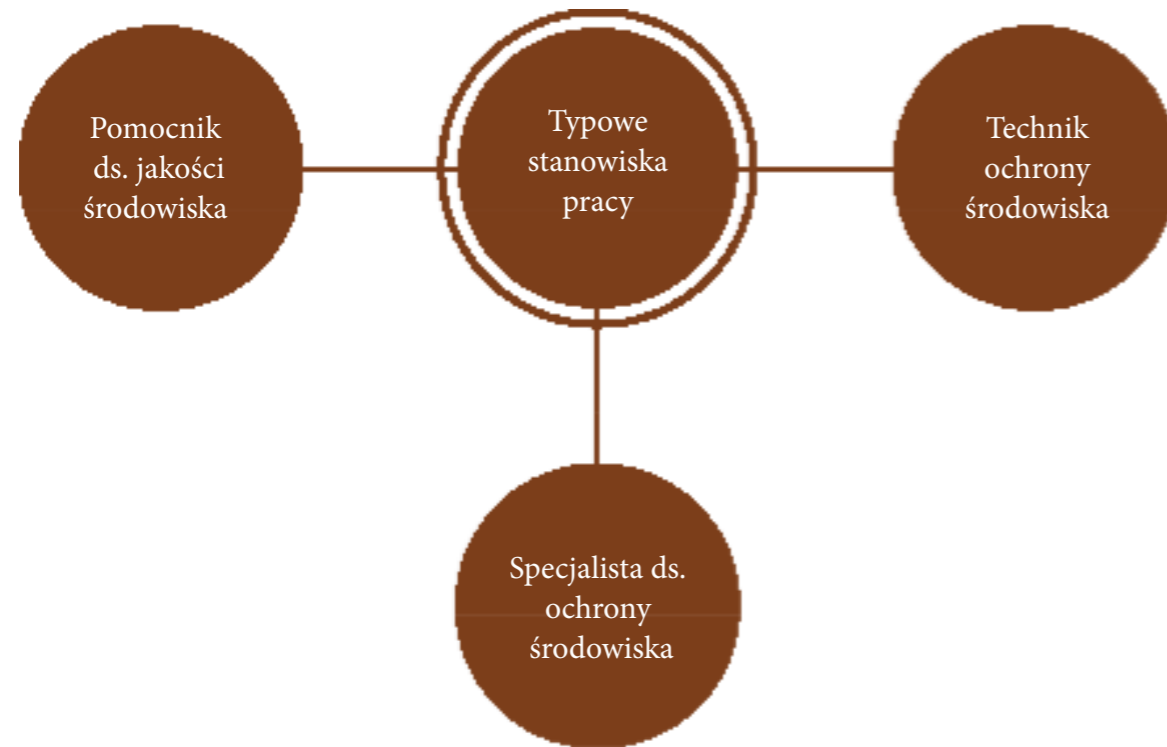 Pomocnik
ds. jakości
środowiska
Typowe
stanowiska
pracy
Technik
ochrony
środowiska
Specjalista ds.
ochrony
środowiska